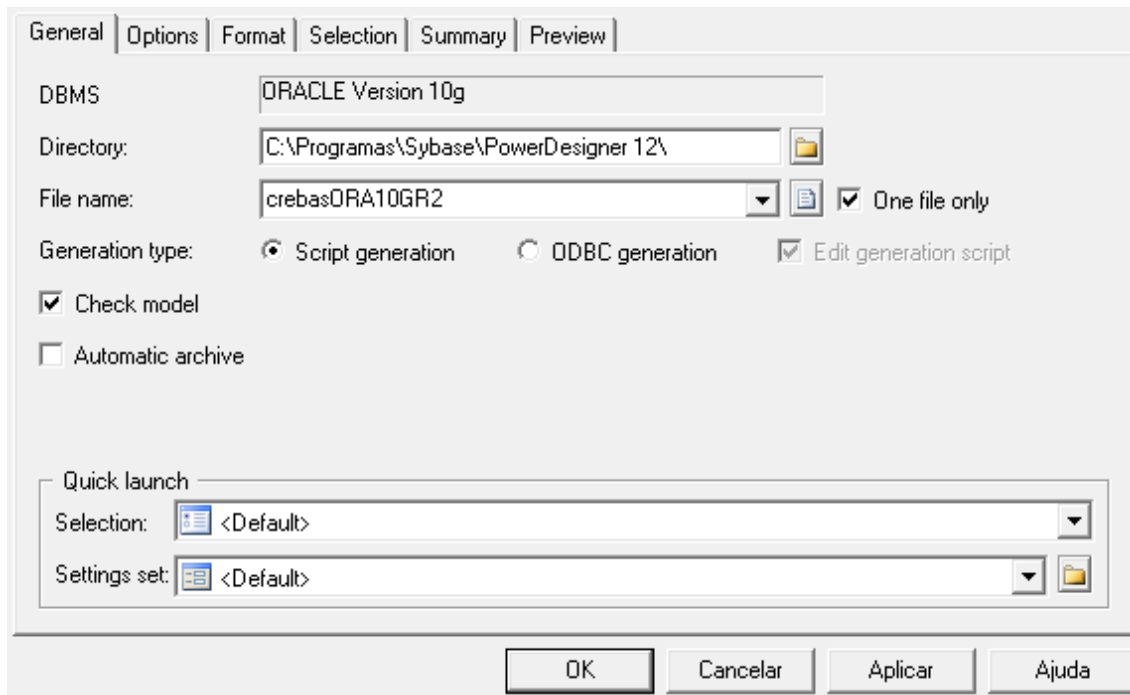 General Options Format Selection Summary Preview
DBMS ORACLE Version 10g
Directory: C:\Programas\Sybase\PowerDesigner 12\
File name: crebasORA10GR2 One file only
Generation type: Script generation ODBC generation Edit generation script
Check model
Automatic archive
Quick launch
Selection: <Default>
Settings set: <Default>
OK Cancelar Aplicar Ajuda